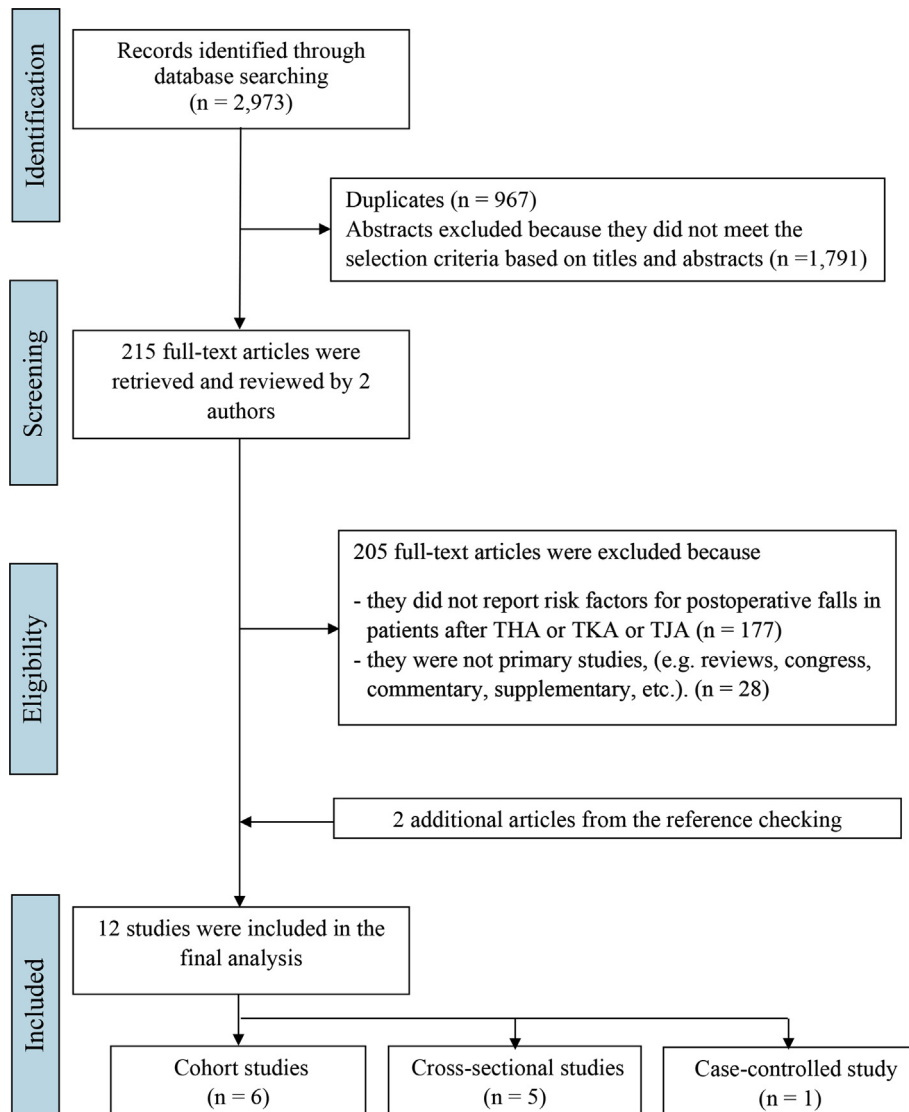 Identification
Records identified through
database searching
(n = 2,973)
Duplicates (n = 967)
Abstracts excluded because they did not meet the
selection criteria based on titles and abstracts (n =1,791)
Screening
215 full-text articles were
retrieved and reviewed by 2
authors
Eligibility
205 full-text articles were excluded because
- they did not report risk factors for postoperative falls in
patients after THA or TKA or TJA (n = 177)
- they were not primary studies, (e.g. reviews, congress,
commentary, supplementary, etc.). (n = 28)
2 additional articles from the reference checking
Included
12 studies were included in the
final analysis
Cohort studies
(n = 6)
Cross-sectional studies
(n = 5)
Case-controlled study
(n = 1)